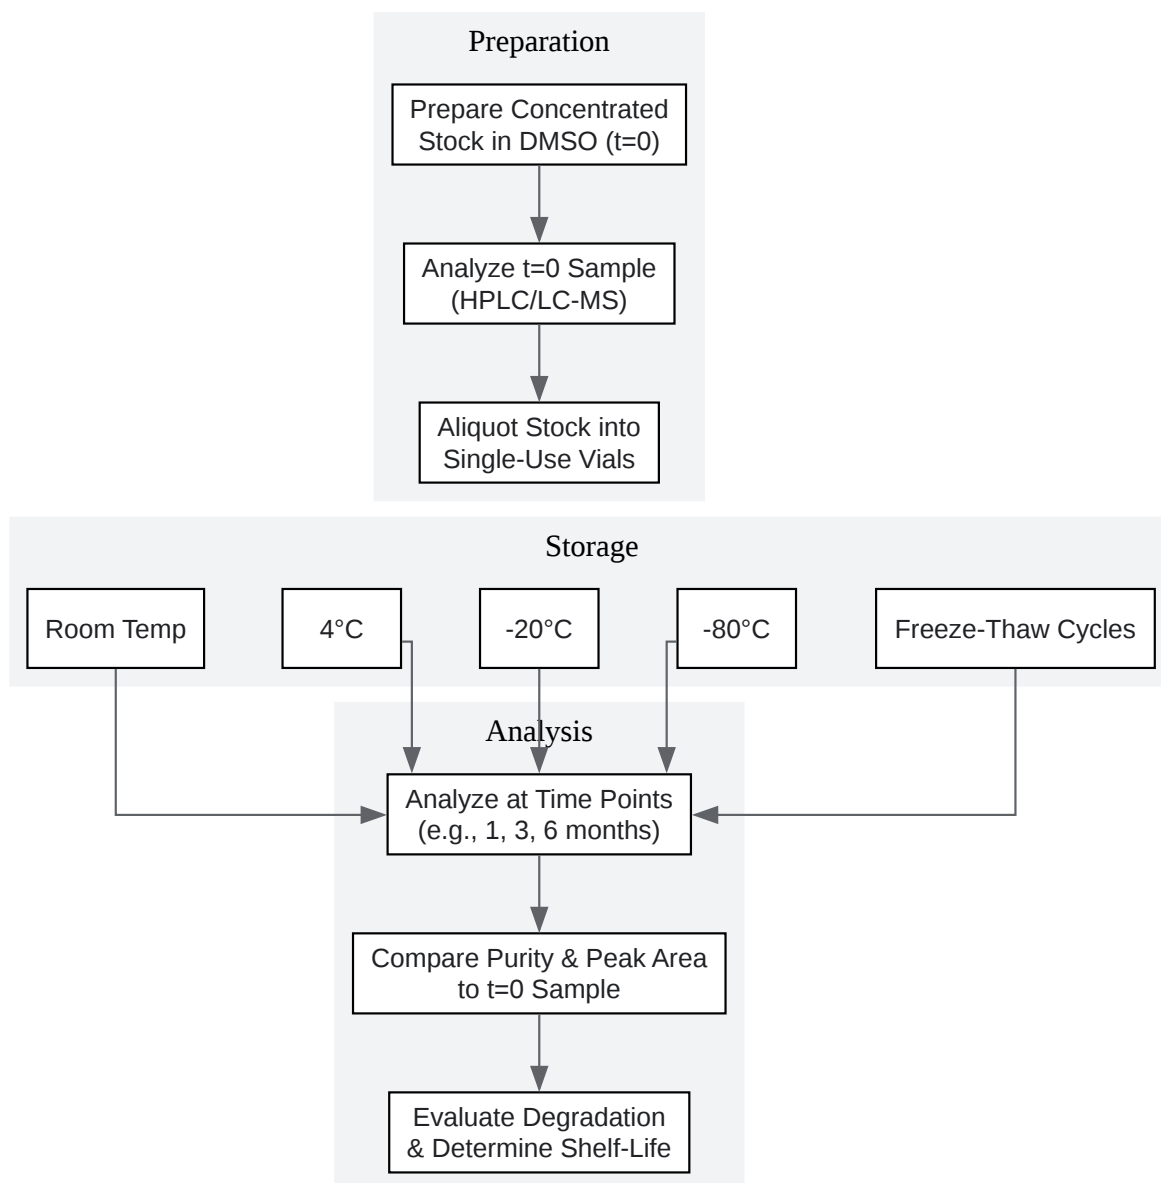 Preparation
Prepare Concentrated
Stock in DMSO (t=0)
Analyze t=0 Sample
(HPLC/LC-MS)
Aliquot Stock into
Single-Use Vials
Storage
Room Temp
4°C
-20°C
-80°C
Freeze-Thaw Cycles
Analysis
Analyze at Time Points
(e.g., 1, 3, 6 months)
Compare Purity & Peak Area
to t=0 Sample
Evaluate Degradation
& Determine Shelf-Life